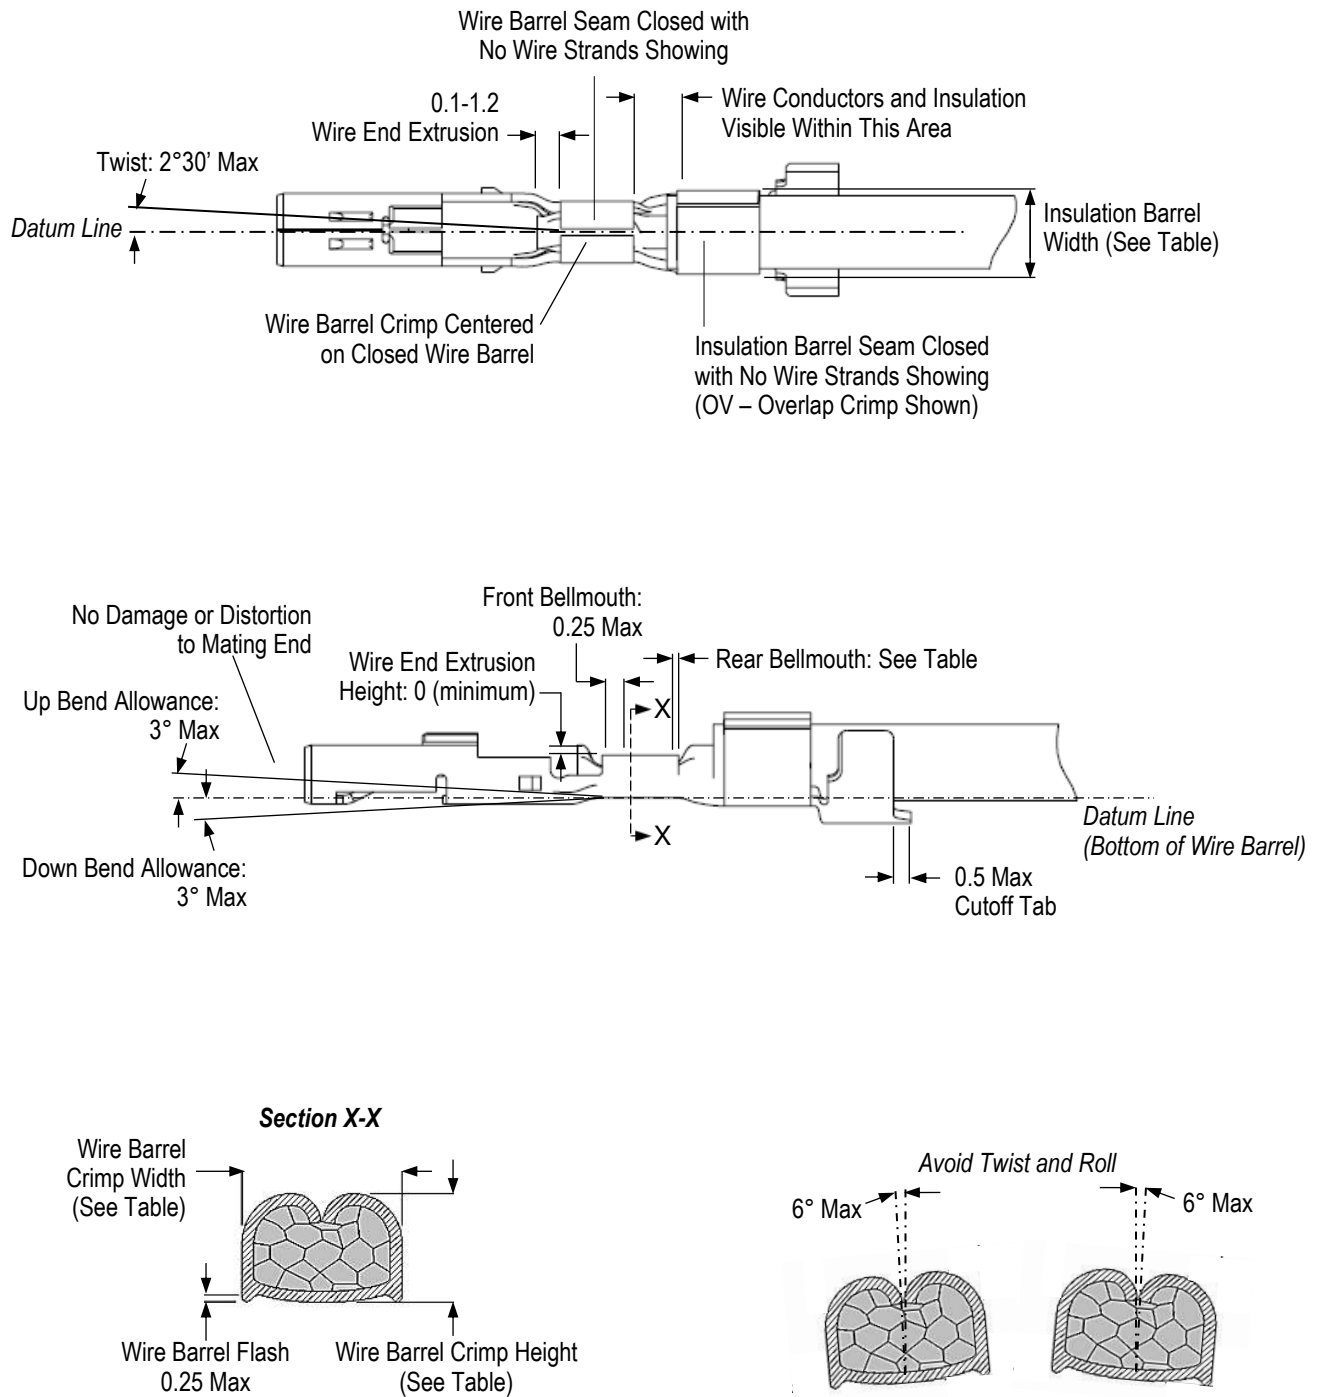 Wire Barrel Seam Closed with
No Wire Strands Showing
0.1-1.2
Wire End Extrusion
Wire Conductors and Insulation
Visible Within This Area
Twist: 2°30’ Max
Datum Line
Insulation Barrel
Width (See Table)
Wire Barrel Crimp Centered
on Closed Wire Barrel
Insulation Barrel Seam Closed
with No Wire Strands Showing
(OV – Overlap Crimp Shown)
No Damage or Distortion
to Mating End
Front Bellmouth:
0.25 Max
Wire End Extrusion
Height: 0 (minimum)
Rear Bellmouth: See Table
Up Bend Allowance:
3° Max
X
X
Down Bend Allowance:
3° Max
Datum Line
(Bottom of Wire Barrel)
0.5 Max
Cutoff Tab
Section X-X
Wire Barrel
Crimp Width
(See Table)
Wire Barrel Flash
0.25 Max
Wire Barrel Crimp Height
(See Table)
Avoid Twist and Roll
6° Max
6° Max